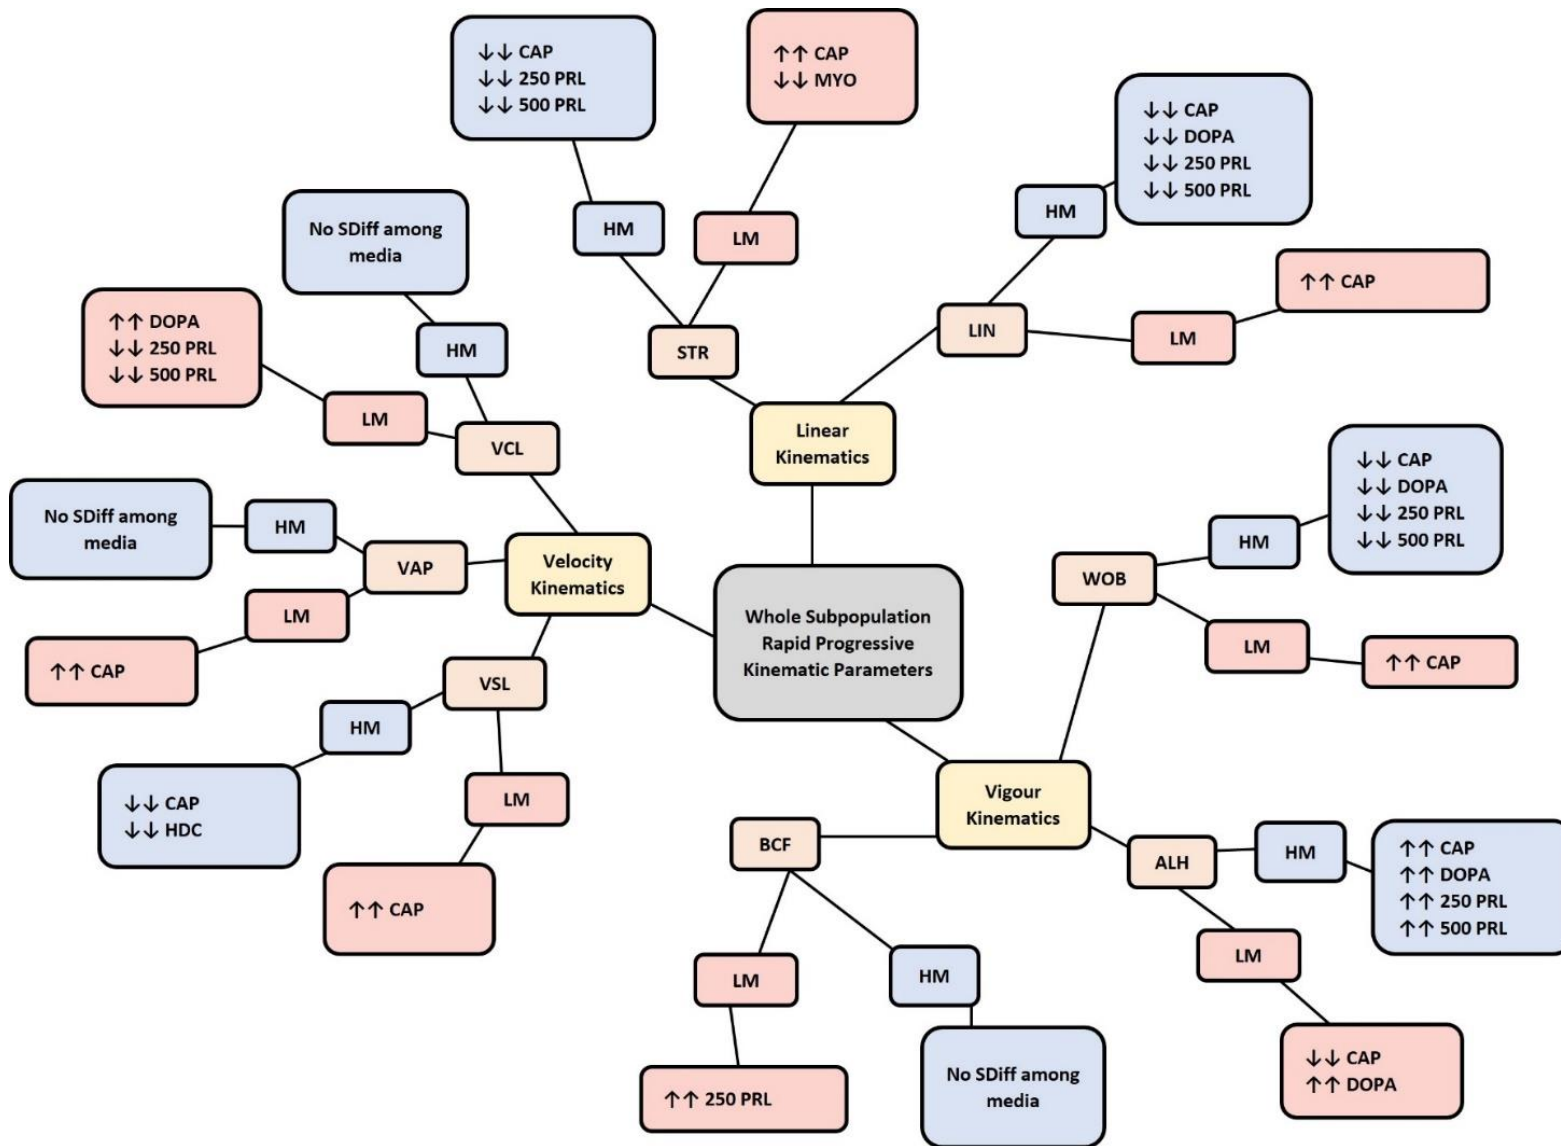 Whole Subpopulation
Rapid Progressive
Kinematic Parameters
Linear
Kinematics
STR
HM
↓↓ CAP
↓↓ 250 PRL
↓↓ 500 PRL
LM
↑↑ CAP
↓↓ MYO
LIN
HM
↓↓ CAP
↓↓ DOPA
↓↓ 250 PRL
↓↓ 500 PRL
LM
↑↑ CAP
Velocity
Kinematics
VCL
HM
No SDiff among
media
LM
↑↑ DOPA
↓↓ 250 PRL
↓↓ 500 PRL
VAP
HM
No SDiff among
media
LM
↑↑ CAP
VSL
HM
↓↓ CAP
↓↓ HDC
LM
↑↑ CAP
Vigour
Kinematics
WOB
HM
↓↓ CAP
↓↓ DOPA
↓↓ 250 PRL
↓↓ 500 PRL
LM
↑↑ CAP
ALH
HM
↑↑ CAP
↑↑ DOPA
↑↑ 250 PRL
↑↑ 500 PRL
LM
↓↓ CAP
↑↑ DOPA
BCF
LM
↑↑ 250 PRL
HM
No SDiff among
media